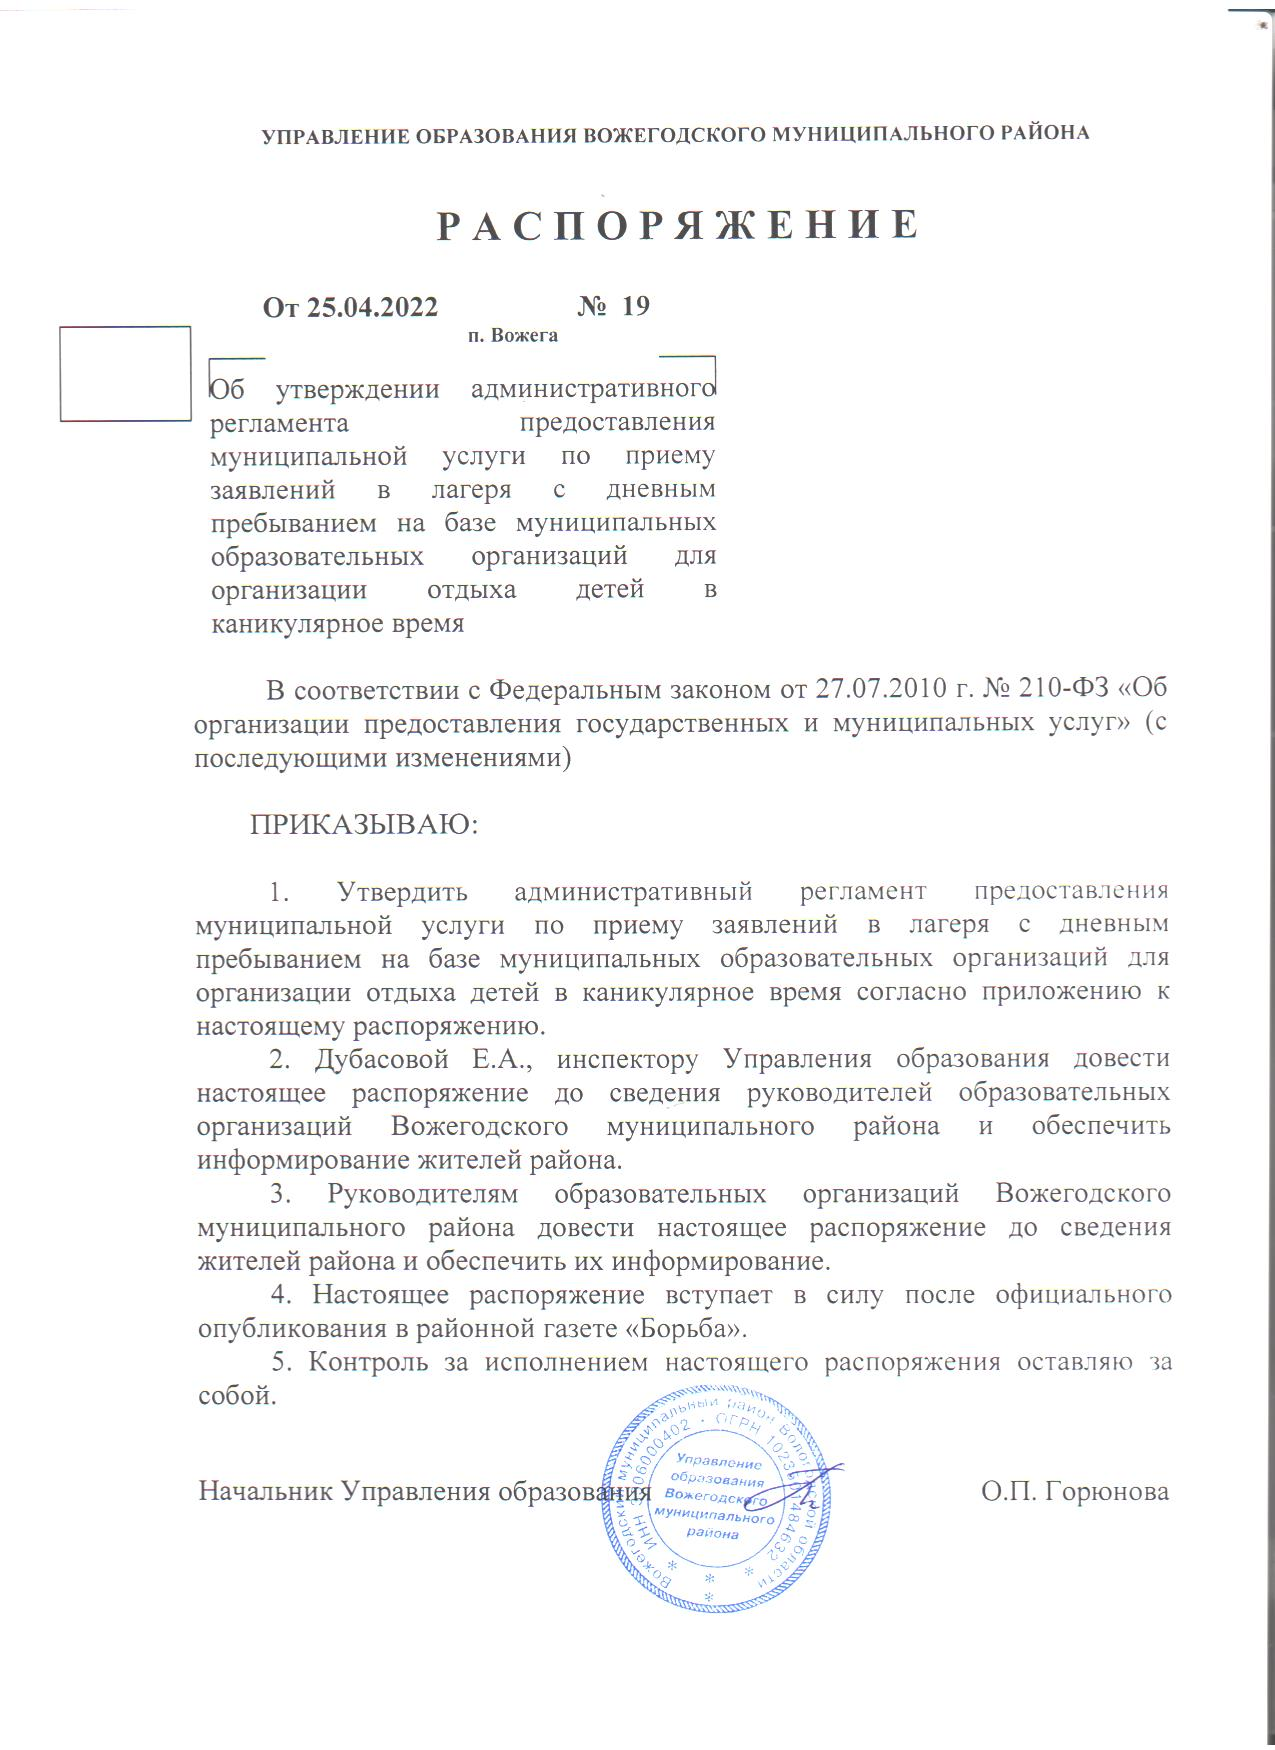 УПРАВЛЕНИЕ ОБРАЗОВАНИЯ ВОЖЕГОДСКОГО МУНИЦИПАЛЬНОГО РАЙОНА
Р А С П О Р Я Ж Е Н И Е
От 25.04.2022 № 19
п. Вожега
Об утверждении административного
регламента предоставления
муниципальной услуги по приему
заявлений в лагеря с дневным
пребыванием на базе муниципальных
образовательных организаций для
организации отдыха детей в
каникулярное время
В соответствии с Федеральным законом от 27.07.2010 г. № 210-ФЗ «Об
организации предоставления государственных и муниципальных услуг» (с
последующими изменениями)
ПРИКАЗЫВАЮ:
1. Утвердить административный регламент предоставления
муниципальной услуги по приему заявлений в лагеря с дневным
пребыванием на базе муниципальных образовательных организаций для
организации отдыха детей в каникулярное время согласно приложению к
настоящему распоряжению.
2. Дубасовой Е.А., инспектору Управления образования довести
настоящее распоряжение до сведения руководителей образовательных
организаций Вожегодского муниципального района и обеспечить
информирование жителей района.
3. Руководителям образовательных организаций Вожегодского
муниципального района довести настоящее распоряжение до сведения
жителей района и обеспечить их информирование.
4. Настоящее распоряжение вступает в силу после официального
опубликования в районной газете «Борьба».
5. Контроль за исполнением настоящего распоряжения оставляю за
собой.
Начальник Управления образования О.П. Горюнова
Вожегодский муниципальный район Вологодской области
ИНН • ОГРН
Управление
образования
Вожегодского
муниципального
района